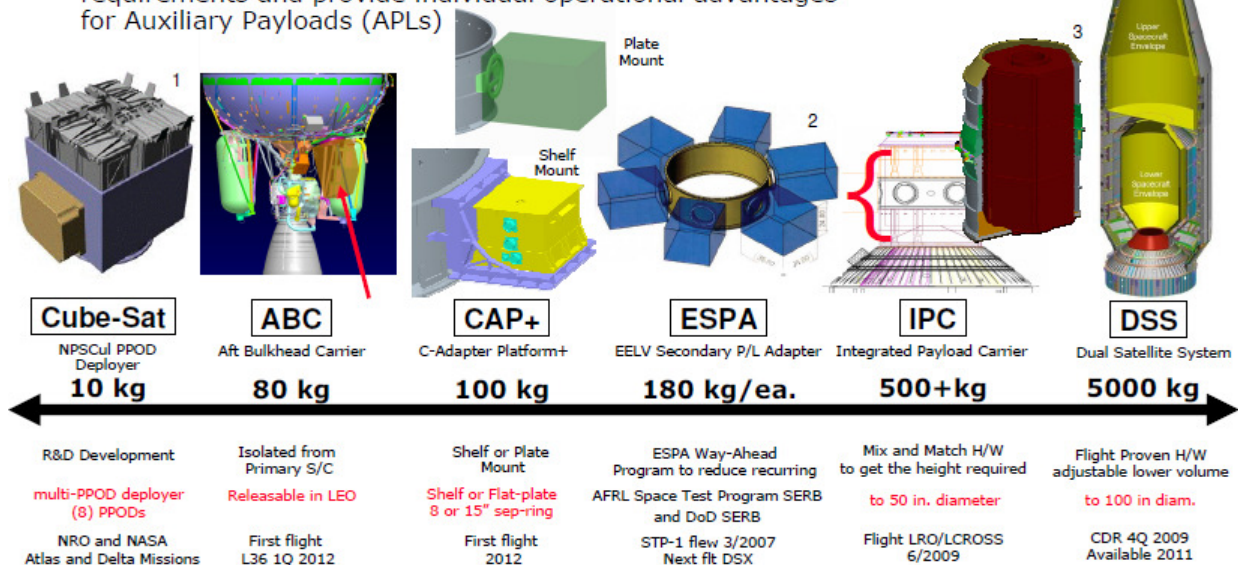 requirements and provide individual operational advantages
for Auxiliary Payloads (APLs)
1
Plate
Mount
Shelf
Mount
2
3
Upper
Spacecraft
Envelope
Lower
Spacecraft
Envelope
Cube-Sat
NPSCul PPOD
Deployer
10 kg
ABC
Aft Bulkhead Carrier
80 kg
CAP+
C-Adapter Platform+
100 kg
ESPA
EELV Secondary P/L Adapter
180 kg/ea.
IPC
Integrated Payload Carrier
500+kg
DSS
Dual Satellite System
5000 kg
R&D Development
multi-PPOD deployer
(8) PPODs
NRO and NASA
Atlas and Delta Missions
Isolated from
Primary S/C
Releasable in LEO
First flight
L36 1Q 2012
Shelf or Plate
Mount
Shelf or Flat-plate
8 or 15" sep-ring
First flight
2012
ESPA Way-Ahead
Program to reduce recurring
AFRL Space Test Program SERB
and DoD SERB
STP-1 flew 3/2007
Next flt DSX
Mix and Match H/W
to get the height required
to 50 in. diameter
Flight LRO/LCROSS
6/2009
Flight Proven H/W
adjustable lower volume
to 100 in diam.
CDR 4Q 2009
Available 2011